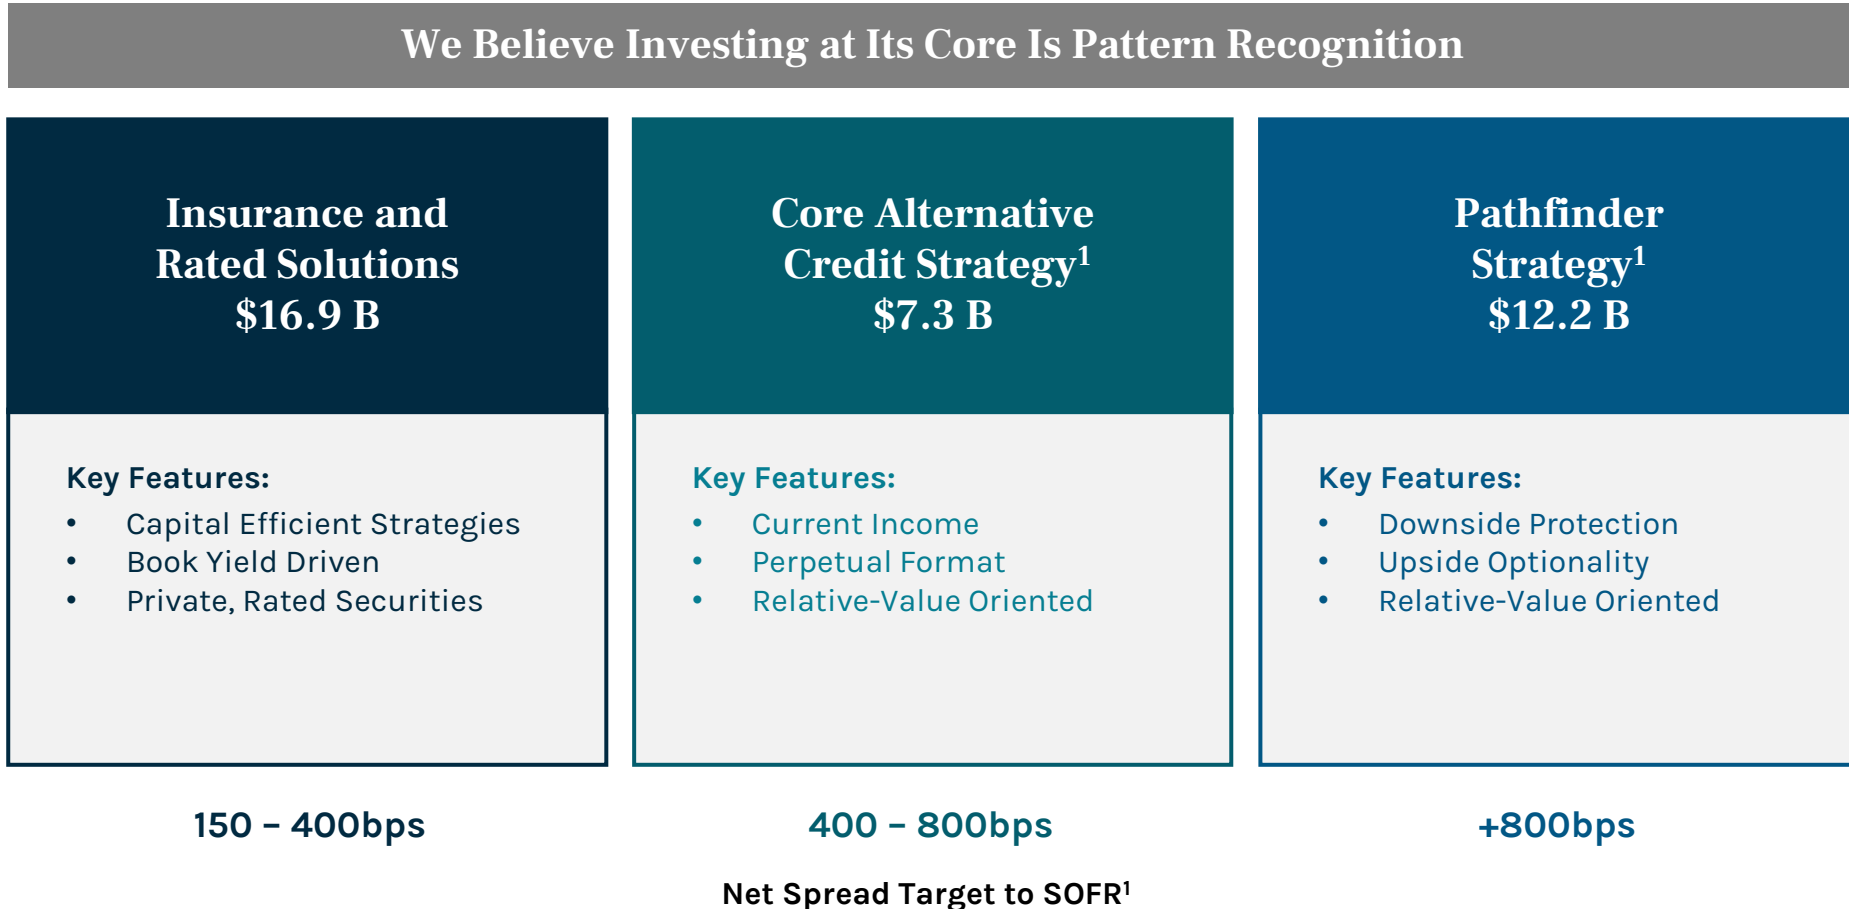 We Believe Investing at Its Core Is Pattern Recognition
Insurance and
Rated Solutions
$16.9 B
Key Features:
• Capital Efficient Strategies
• Book Yield Driven
• Private, Rated Securities
150 – 400bps
Core Alternative
Credit Strategy¹
$7.3 B
Key Features:
• Current Income
• Perpetual Format
• Relative-Value Oriented
400 – 800bps
Pathfinder
Strategy¹
$12.2 B
Key Features:
• Downside Protection
• Upside Optionality
• Relative-Value Oriented
+800bps
Net Spread Target to SOFR¹